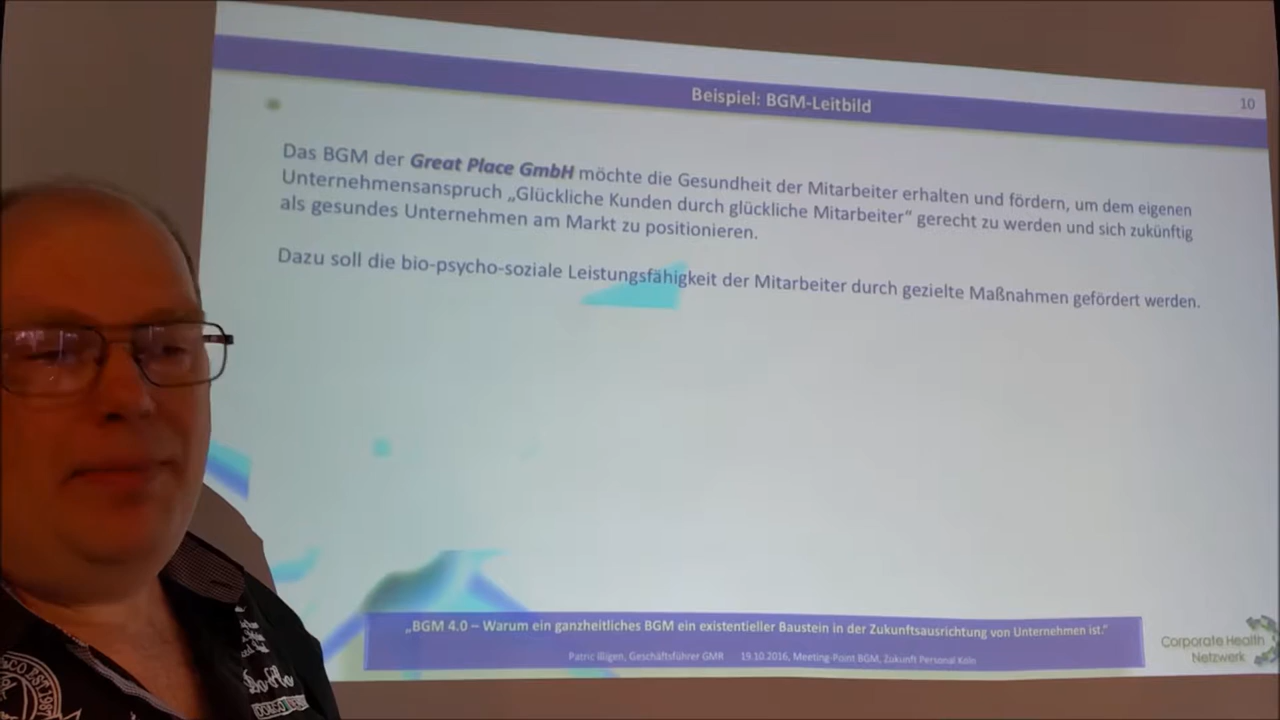 Beispiel: BGM-Leitbild
10
Das BGM der Great Place GmbH möchte die Gesundheit der Mitarbeiter erhalten und fördern, um dem eigenen
Unternehmensanspruch „Glückliche Kunden durch glückliche Mitarbeiter“ gerecht zu werden und sich zukünftig
als gesundes Unternehmen am Markt zu positionieren.
Dazu soll die bio-psycho-soziale Leistungsfähigkeit der Mitarbeiter durch gezielte Maßnahmen gefördert werden.
„BGM 4.0 – Warum ein ganzheitliches BGM ein existentieller Baustein in der Zukunftsausrichtung von Unternehmen ist.“
Patric Illigen, Geschäftsführer GMR 19.10.2016, Meeting-Point BGM, Zukunft Personal Köln
Corporate Health
Netzwerk
EST 1987